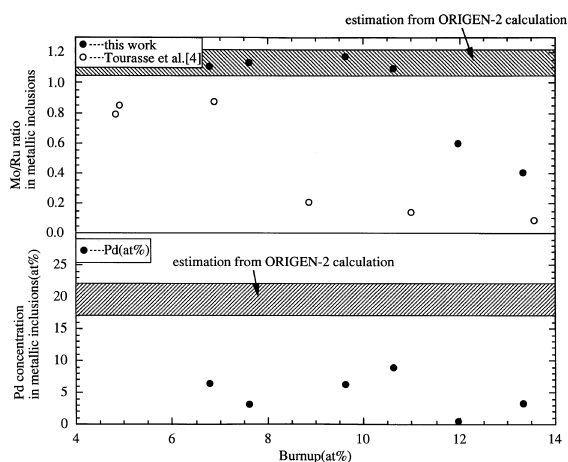 estimation from ORIGEN-2 calculation
● ---- this work
○ ---- Tourasse et al.[4]
Mo/Ru ratio
in metallic inclusions
1.2
1.0
0.8
0.6
0.4
0.2
0.0
● ---- Pd(at%)
estimation from ORIGEN-2 calculation
Pd concentration
in metallic inclusions(at%)
25
20
15
10
5
0
4 6 8 10 12 14
Burnup(at%)